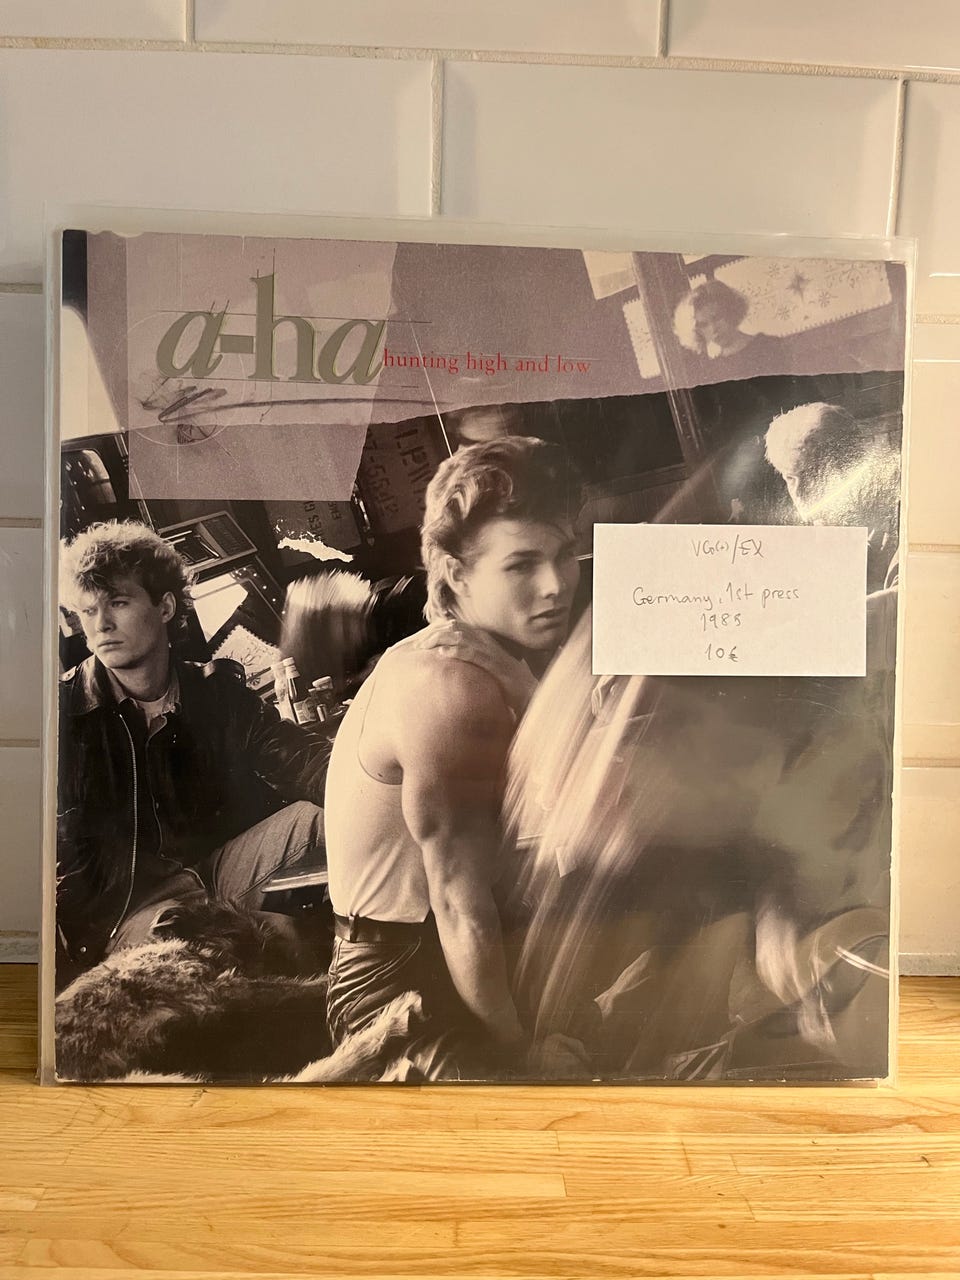 a-ha
hunting high and low
VG(+)/EX
Germany, 1st press
1985
10€